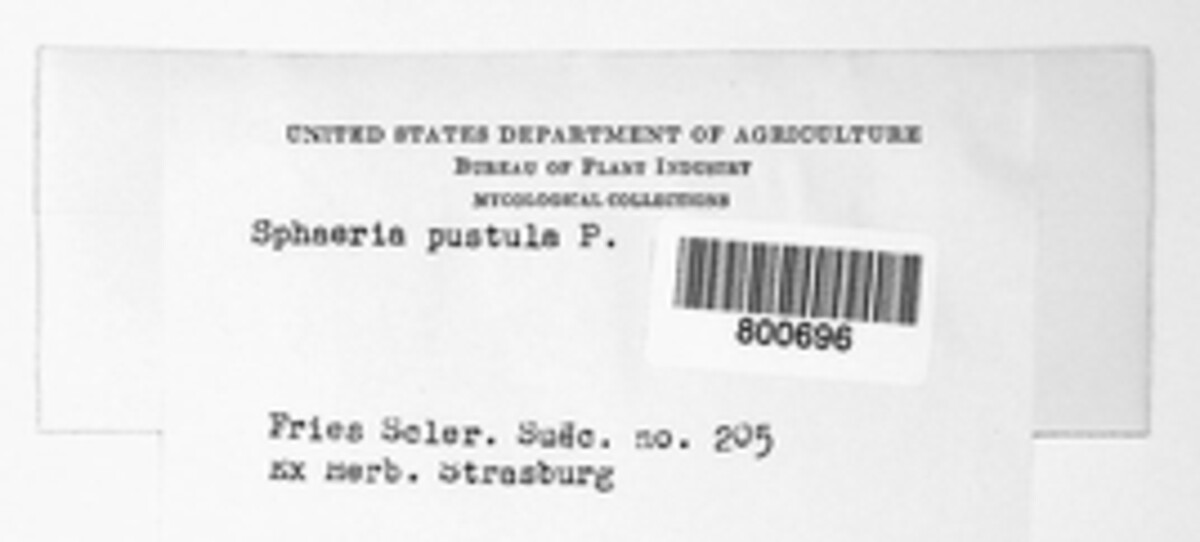 UNITED STATES DEPARTMENT OF AGRICULTURE
BUREAU OF PLANT INDUSTRY
MYCOLOGICAL COLLECTIONS
Sphaeria pustula P.
800696
Fries Scler. Suec. no. 205
Ex Herb. Strasburg